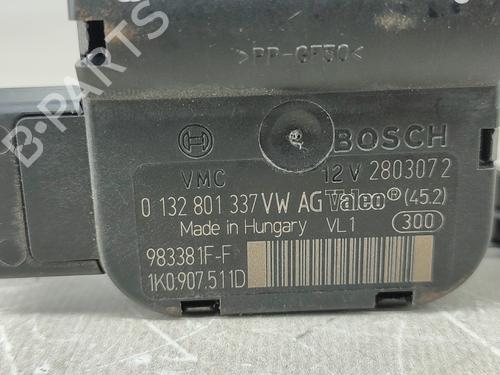 >PP-GF30<
BOSCH
VMC 12 V 2803072
0 132 801 337 VW AG Valeo® (45.2)
Made in Hungary VL1 300
983381F-F
1K0.907.511D
B-PARTS